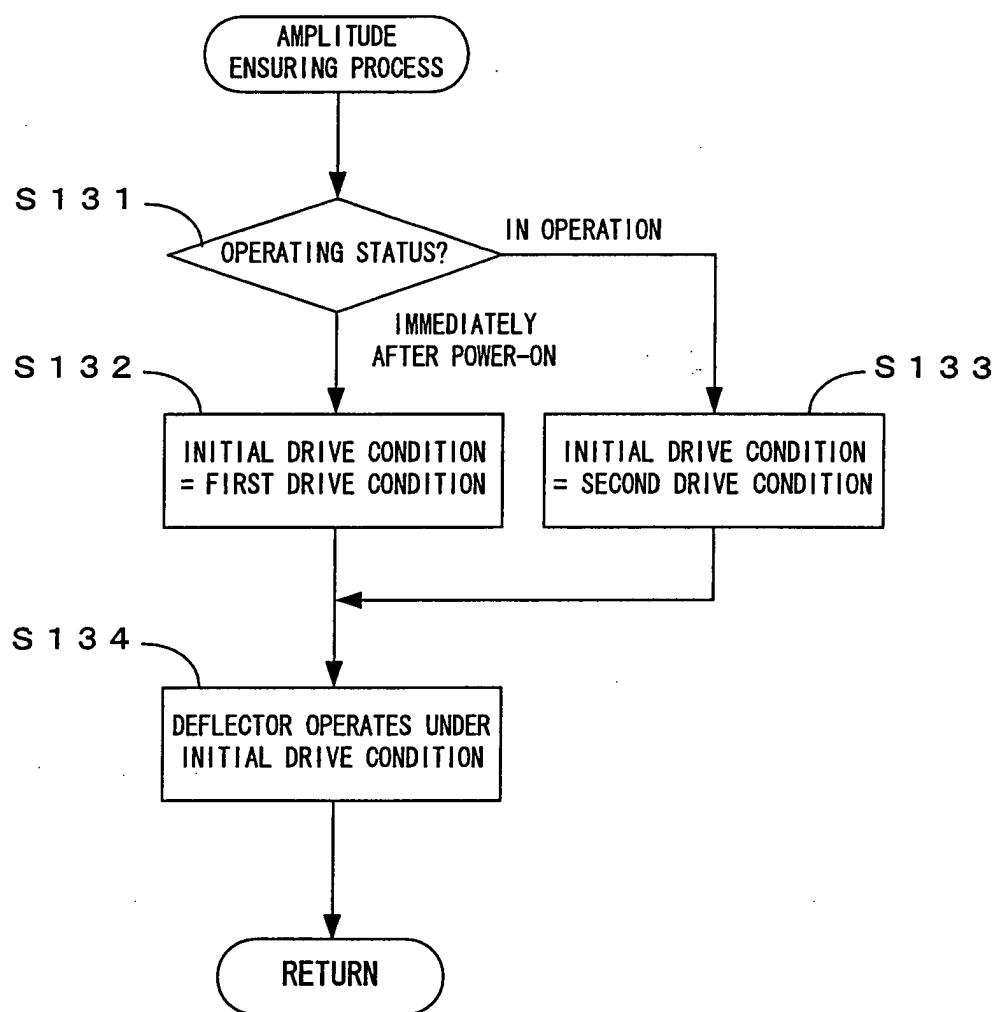 AMPLITUDE
ENSURING PROCESS
S131
OPERATING STATUS?
IN OPERATION
IMMEDIATELY
AFTER POWER-ON
S132
INITIAL DRIVE CONDITION
= FIRST DRIVE CONDITION
S133
INITIAL DRIVE CONDITION
= SECOND DRIVE CONDITION
S134
DEFLECTOR OPERATES UNDER
INITIAL DRIVE CONDITION
RETURN